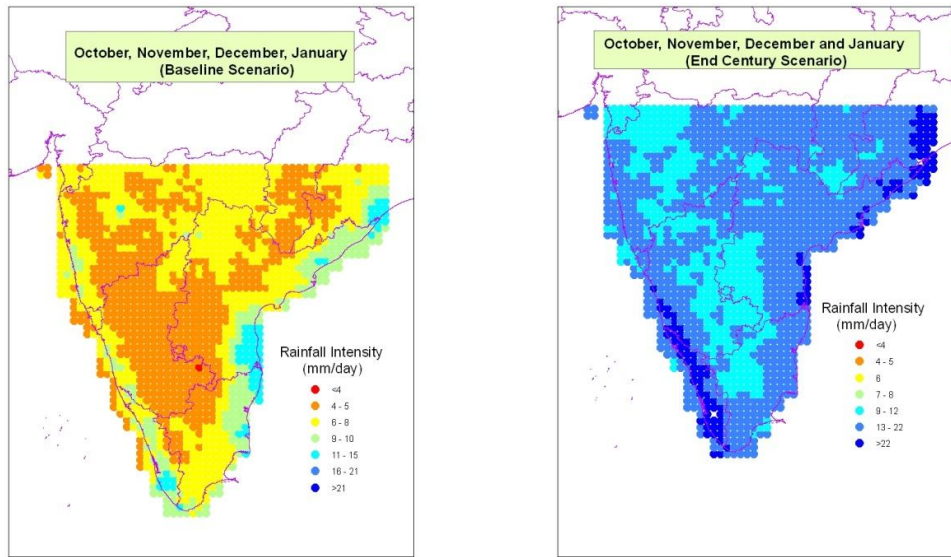 October, November, December, January
(Baseline Scenario)
Rainfall Intensity
(mm/day)
<4
4 - 5
6 - 8
9 - 10
11 - 15
16 - 21
>21
October, November, December and January
(End Century Scenario)
Rainfall Intensity
(mm/day)
<4
4 - 5
6
7 - 8
9 - 12
13 - 22
>22